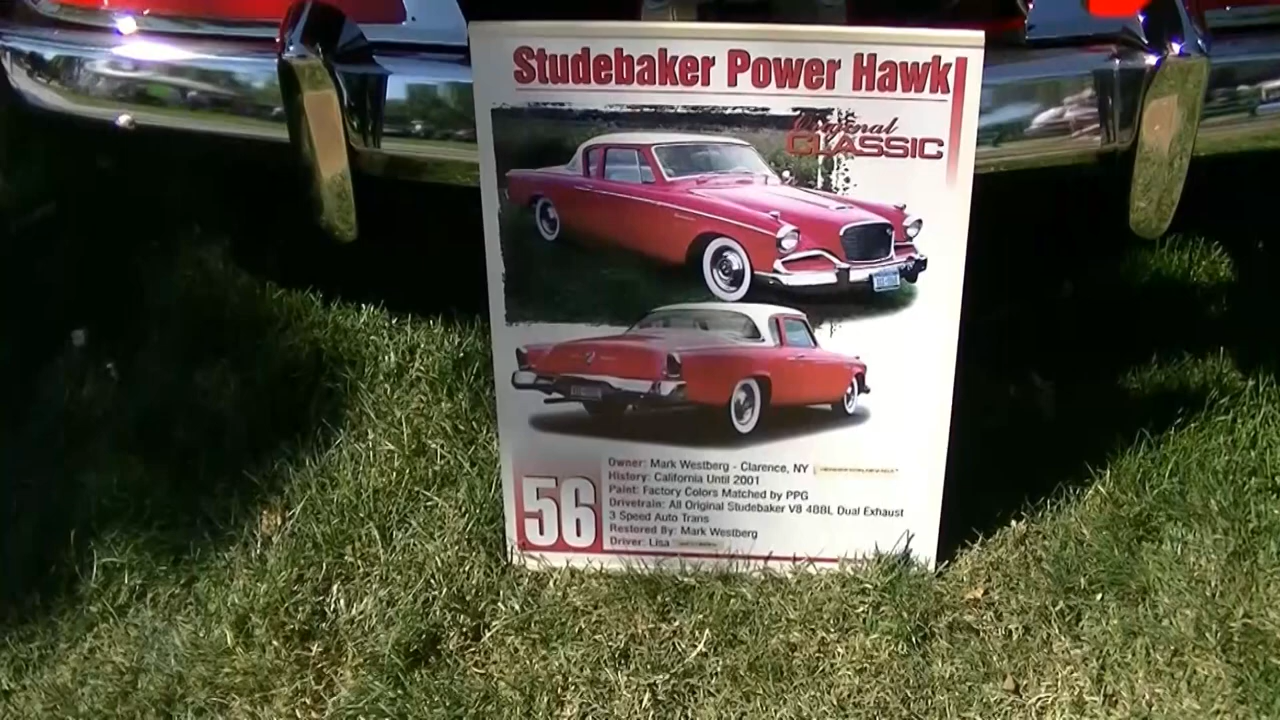 Studebaker Power Hawk
Original
CLASSIC
56
Owner: Mark Westberg - Clarence, NY
History: California Until 2001
Paint: Factory Colors Matched by PPG
Drivetrain: All Original Studebaker V8 4BBL Dual Exhaust
3 Speed Auto Trans
Restored By: Mark Westberg
Driver: Lisa